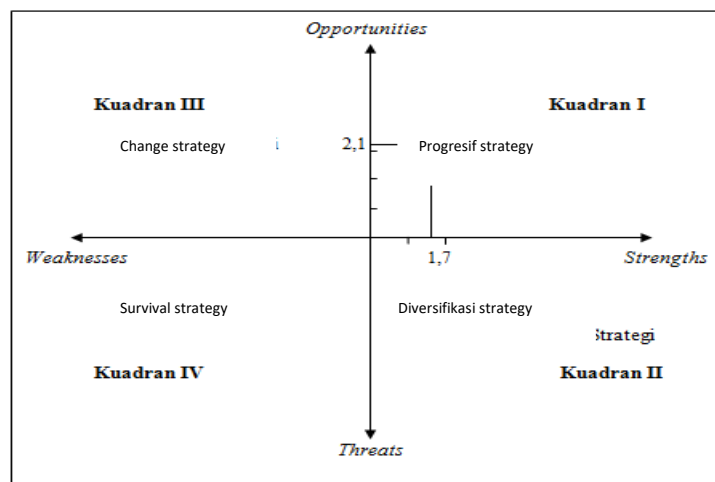 Opportunities
Kuadran III
Kuadran I
Change strategy
2,1
Progresif strategy
1,7
Weaknesses
Strengths
Survival strategy
Diversifikasi strategy
Strategi
Kuadran IV
Kuadran II
Threats